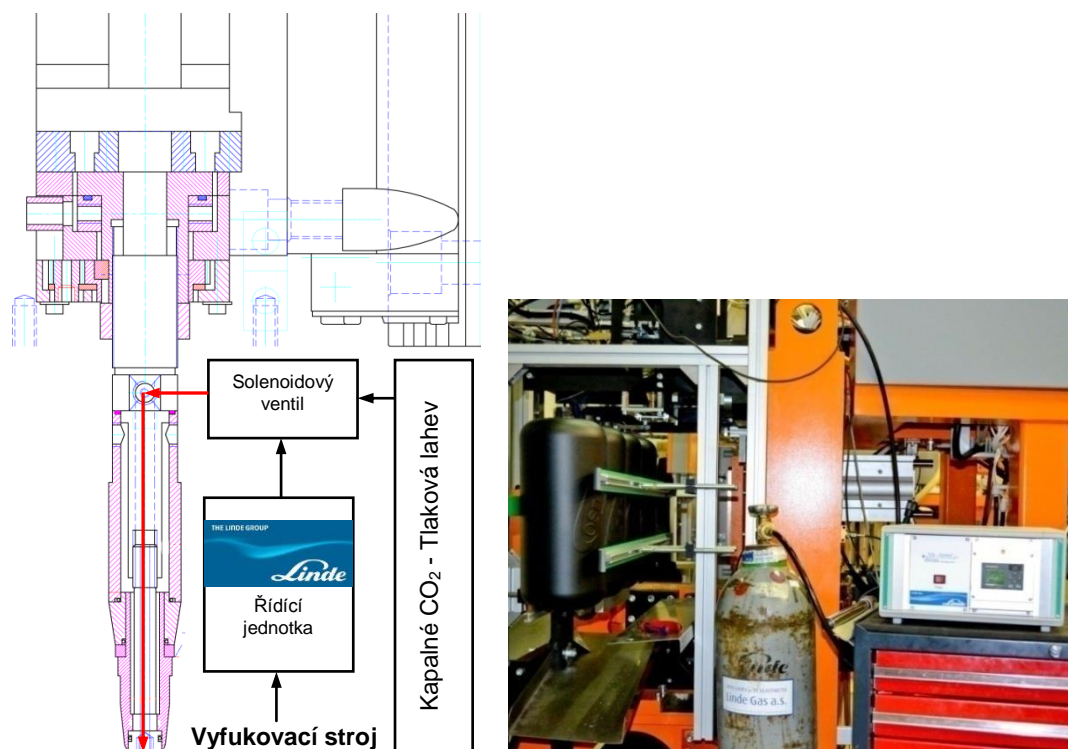 Solenoidový
ventil
THE LINDE GROUP
Linde
Řídící
jednotka
Vyfukovací stroj
Kapalné CO₂ - Tlaková lahev
Linde
Linde Gas a.s.